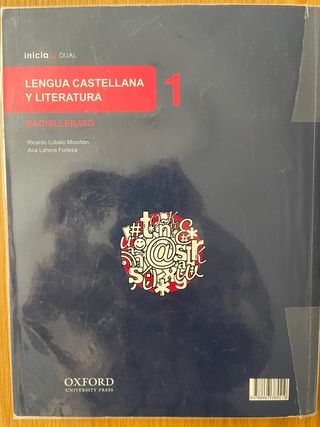 inicia DUAL
LENGUA CASTELLANA
Y LITERATURA
1
BACHILLERATO
Ricardo Lobato Morchón
Ana Lahera Forteza
OXFORD
UNIVERSITY PRESS